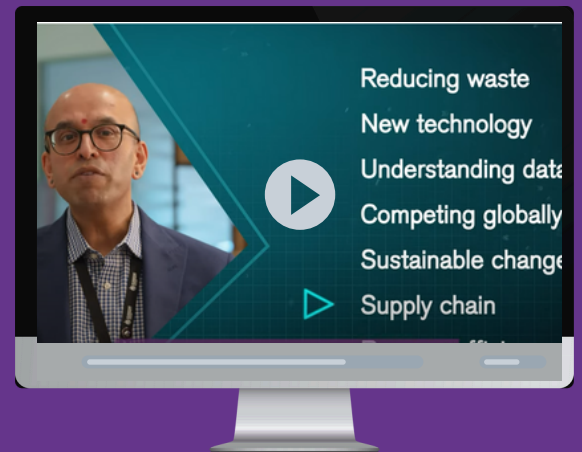 Reducing waste
New technology
Understanding data
Competing globally
Sustainable change
Supply chain